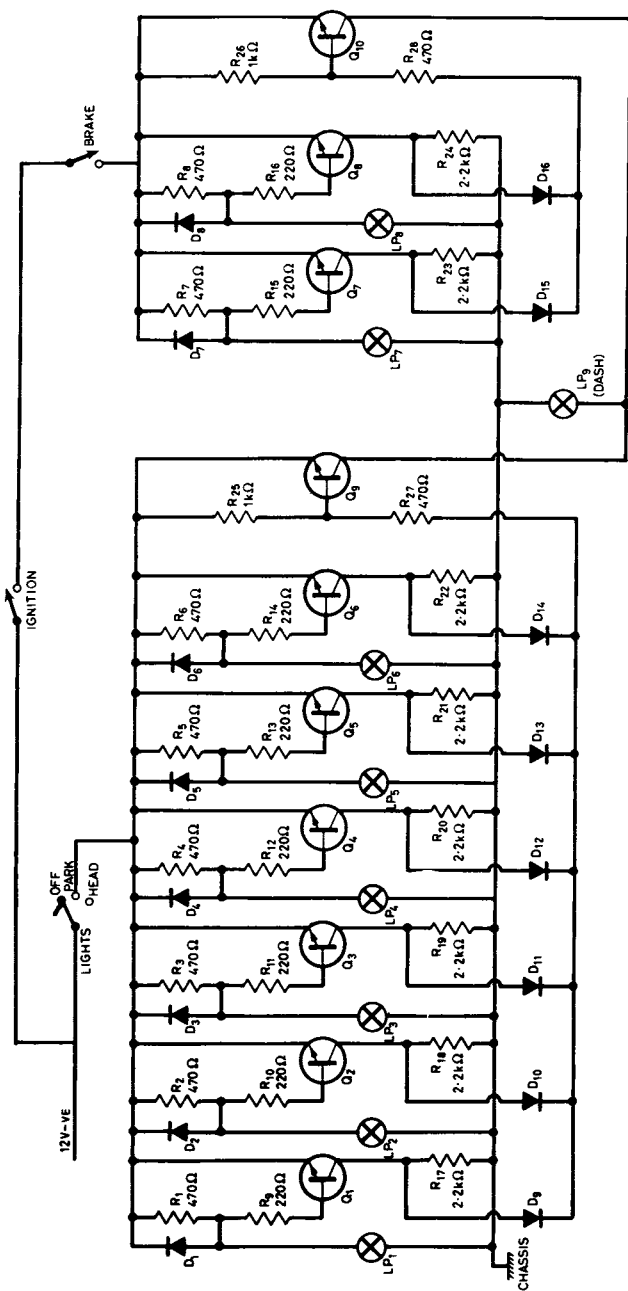 12V-VE
LIGHTS
OFF
PARK
HEAD
IGNITION
BRAKE
D1
R1
470Ω
R9
220Ω
Q1
LP1
R17
2·2kΩ
D9
D2
R2
470Ω
R10
220Ω
Q2
LP2
R18
2·2kΩ
D10
D3
R3
470Ω
R11
220Ω
Q3
LP3
R19
2·2kΩ
D11
D4
R4
470Ω
R12
220Ω
Q4
LP4
R20
2·2kΩ
D12
D5
R5
470Ω
R13
220Ω
Q5
LP5
R21
2·2kΩ
D13
D6
R6
470Ω
R14
220Ω
Q6
LP6
R22
2·2kΩ
D14
R25
1kΩ
Q9
R27
470Ω
LP9
(DASH)
D7
R7
470Ω
R15
220Ω
Q7
LP7
R23
2·2kΩ
D15
D8
R8
470Ω
R16
220Ω
Q8
LP8
R24
2·2kΩ
D16
R26
1kΩ
Q10
R28
470Ω
CHASSIS